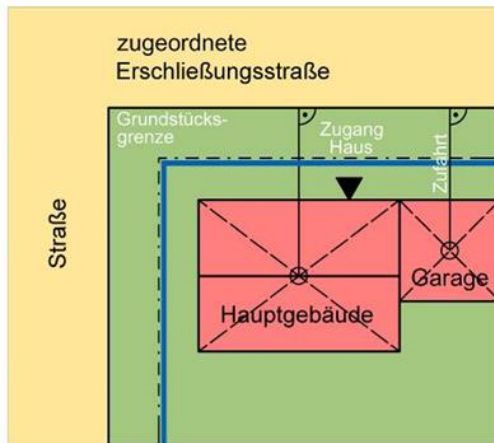 zugeordnete
Erschließungsstraße
Grundstücks-
grenze
Zugang
Haus
Zufahrt
Straße
Garage
Hauptgebäude